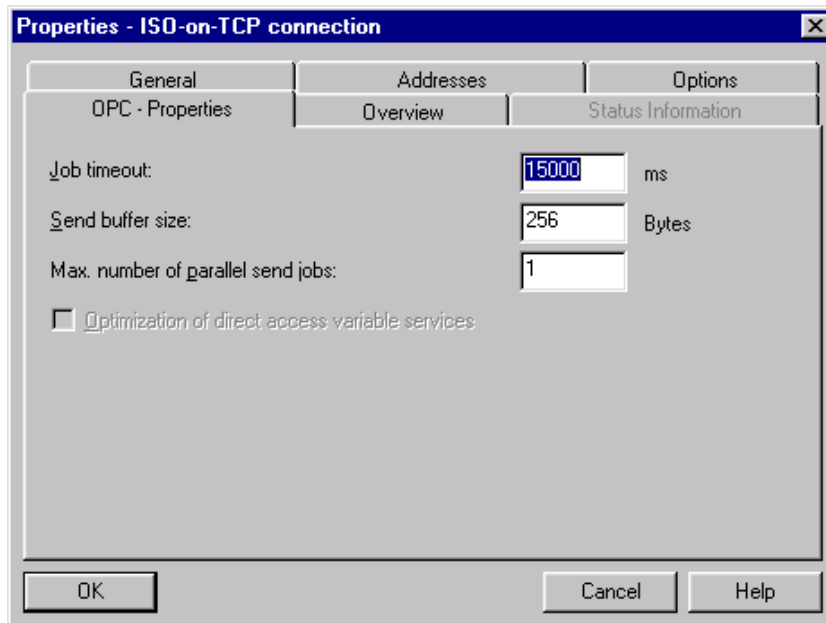 Properties - ISO-on-TCP connection
General Addresses Options
OPC - Properties Overview Status Information
Job timeout: 15000 ms
Send buffer size: 256 Bytes
Max. number of parallel send jobs: 1
Optimization of direct access variable services
OK Cancel Help